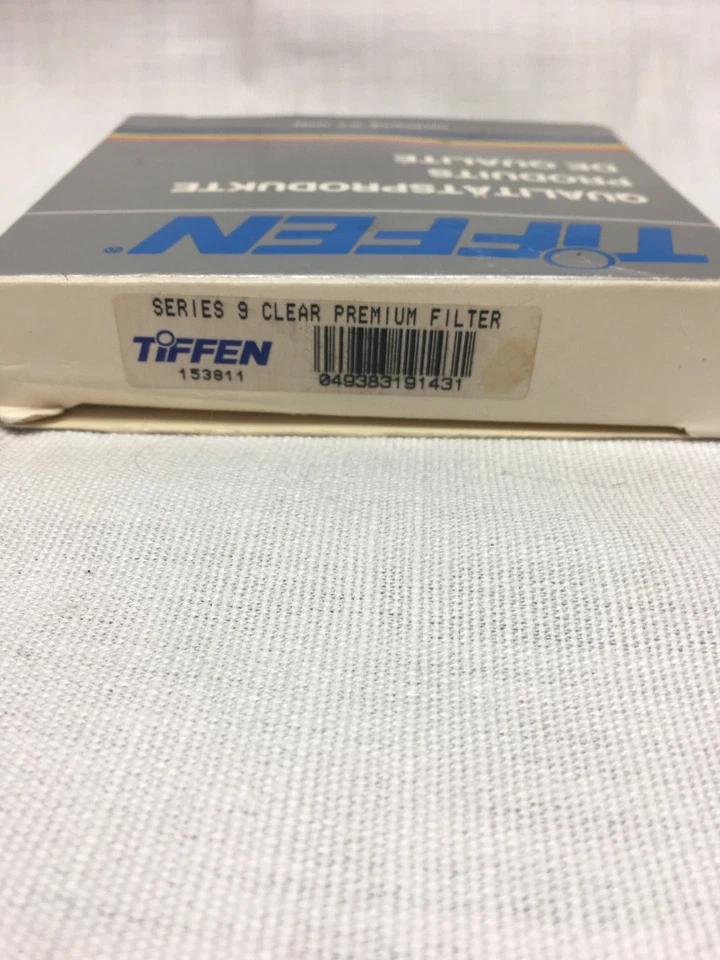 QUALITÄTSPRODUKTE
PRODUITS
DE QUALITE
TiFFEN®
SERIES 9 CLEAR PREMIUM FILTER
TiFFEN
153811
049383191431